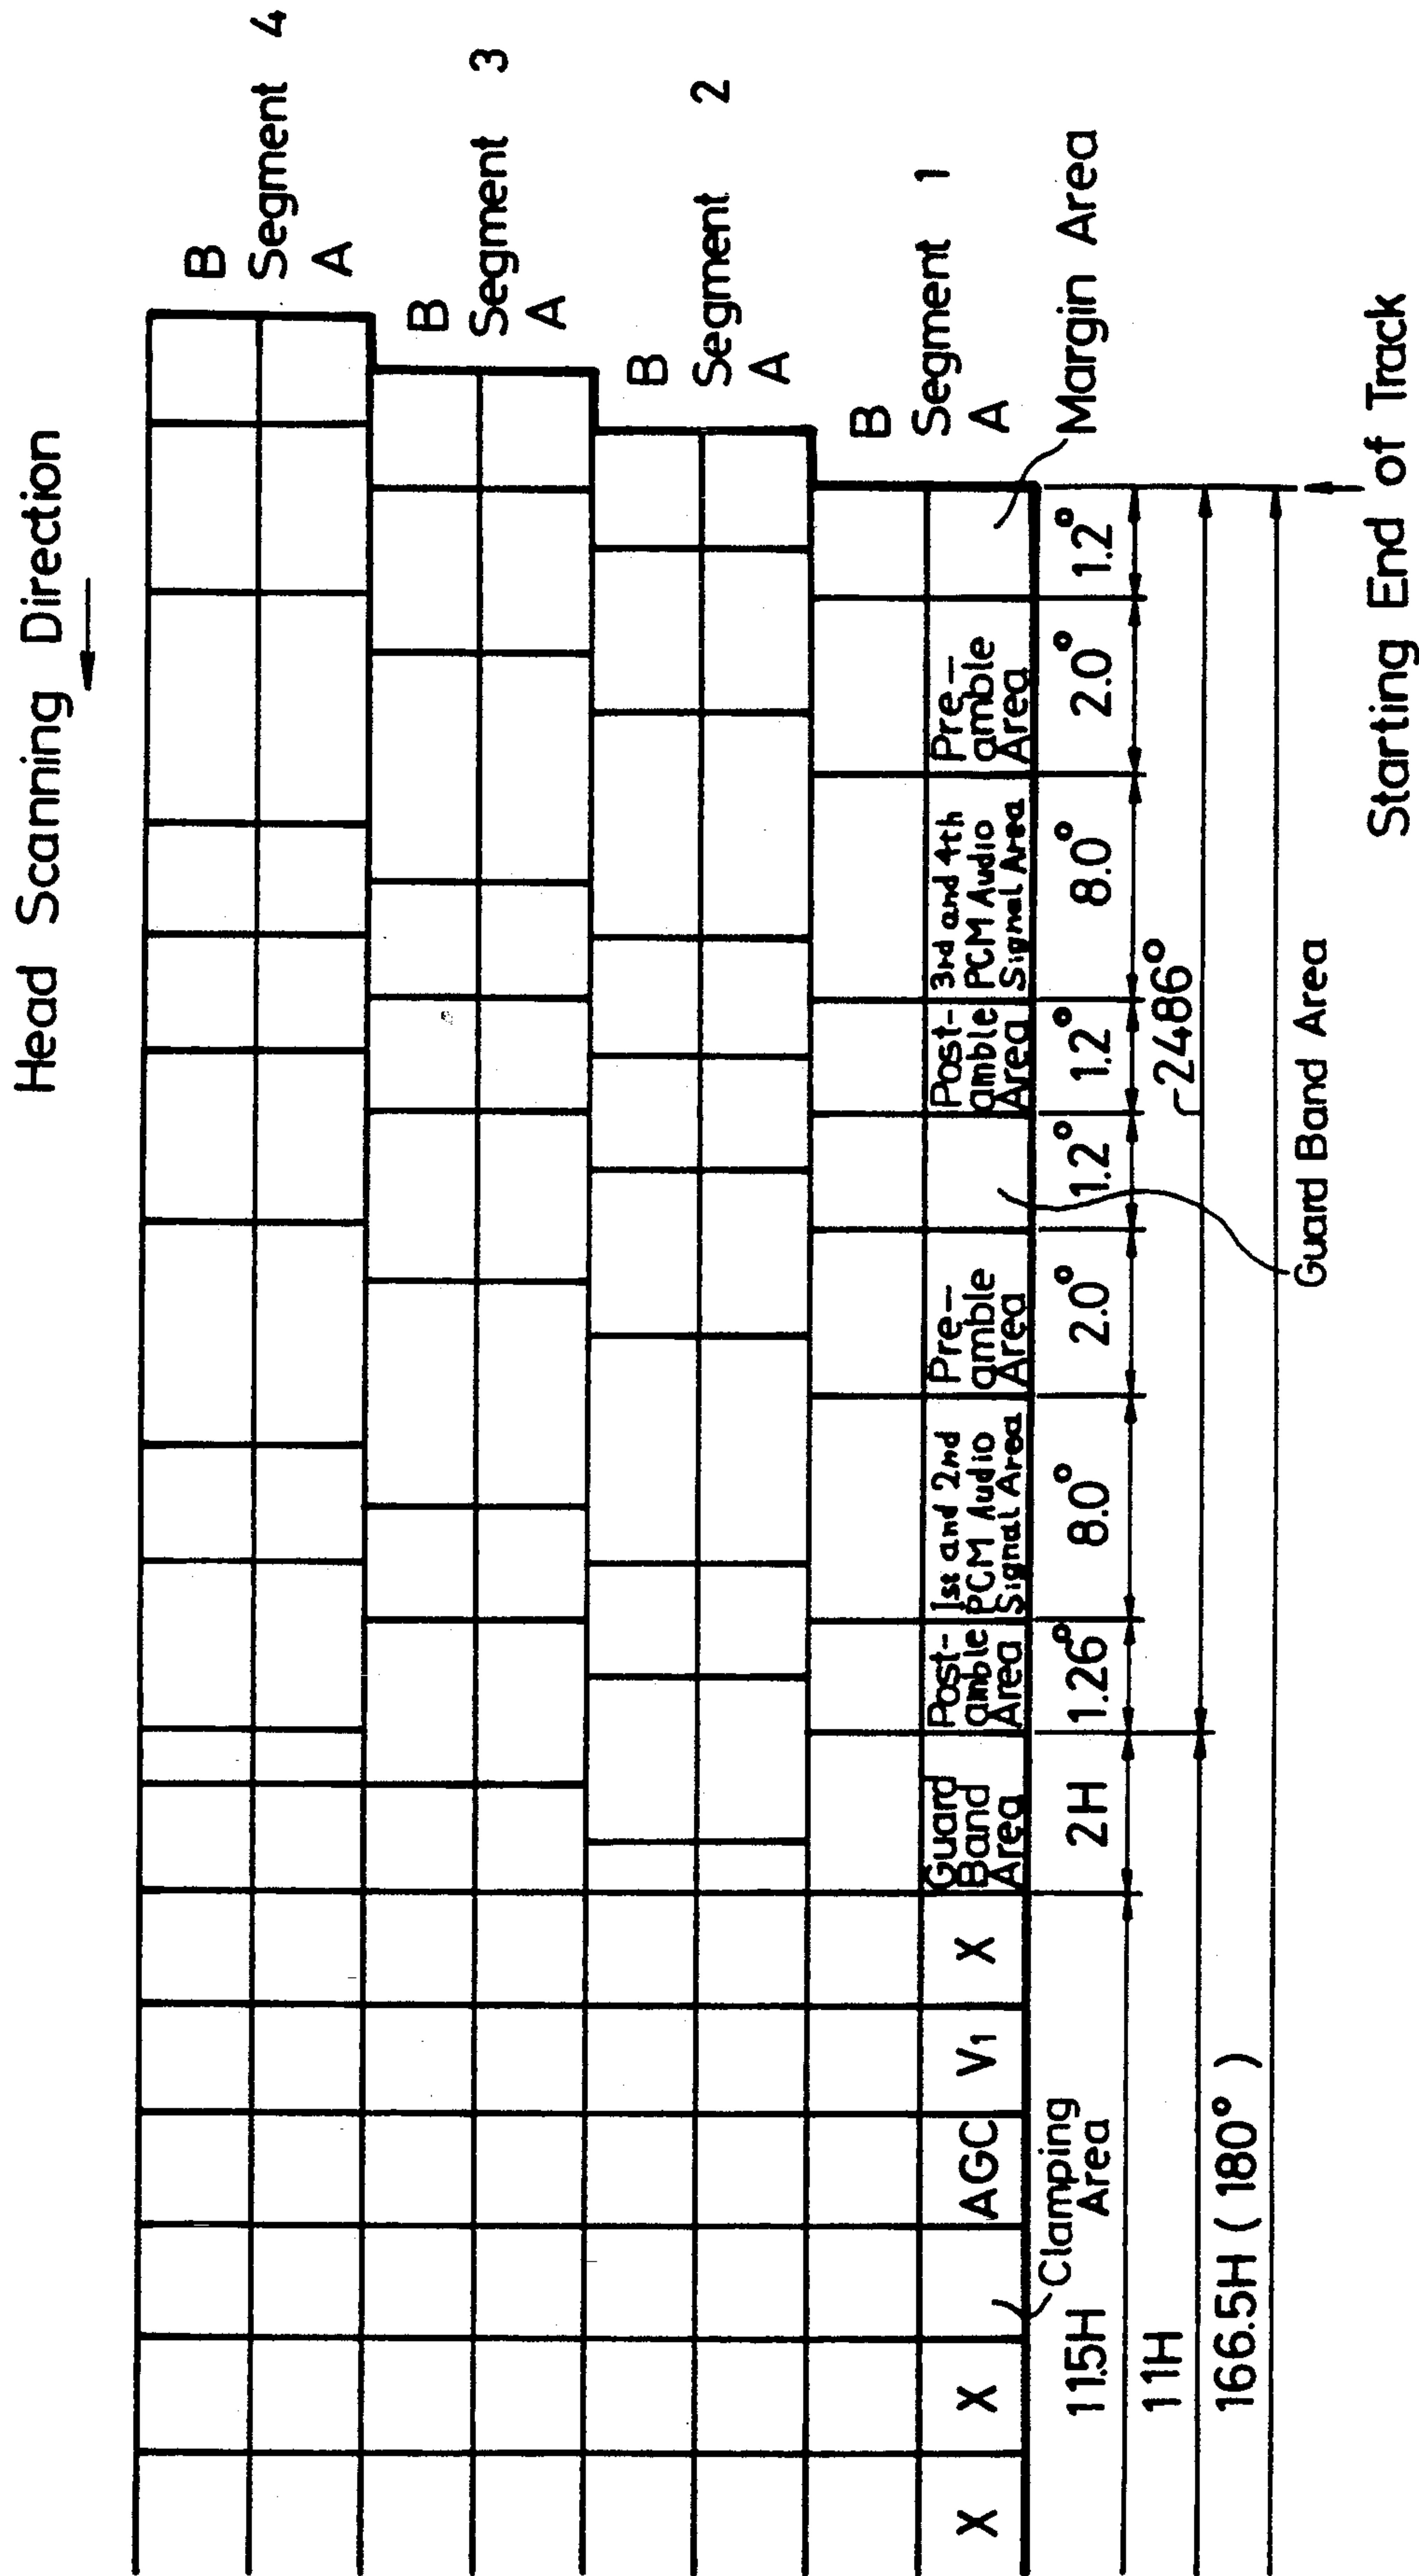 Head Scanning Direction
B
Segment 4
A
B
Segment 3
A
B
Segment 2
A
B
Segment 1
A
X
X
AGC
V1
X
Guard
Band
Area
Post-
amble
Area
1st and 2nd
PCM Audio
Signal Area
Pre-
amble
Area
Post-
amble
Area
3rd and 4th
PCM Audio
Signal Area
Pre-
amble
Area
Margin Area
Clamping
Area
11.5H
2H
1.26°
8.0°
2.0°
1.2°
1.2°
8.0°
2.0°
1.2°
11H
24.86°
166.5H (180°)
Guard Band Area
Starting End of Track